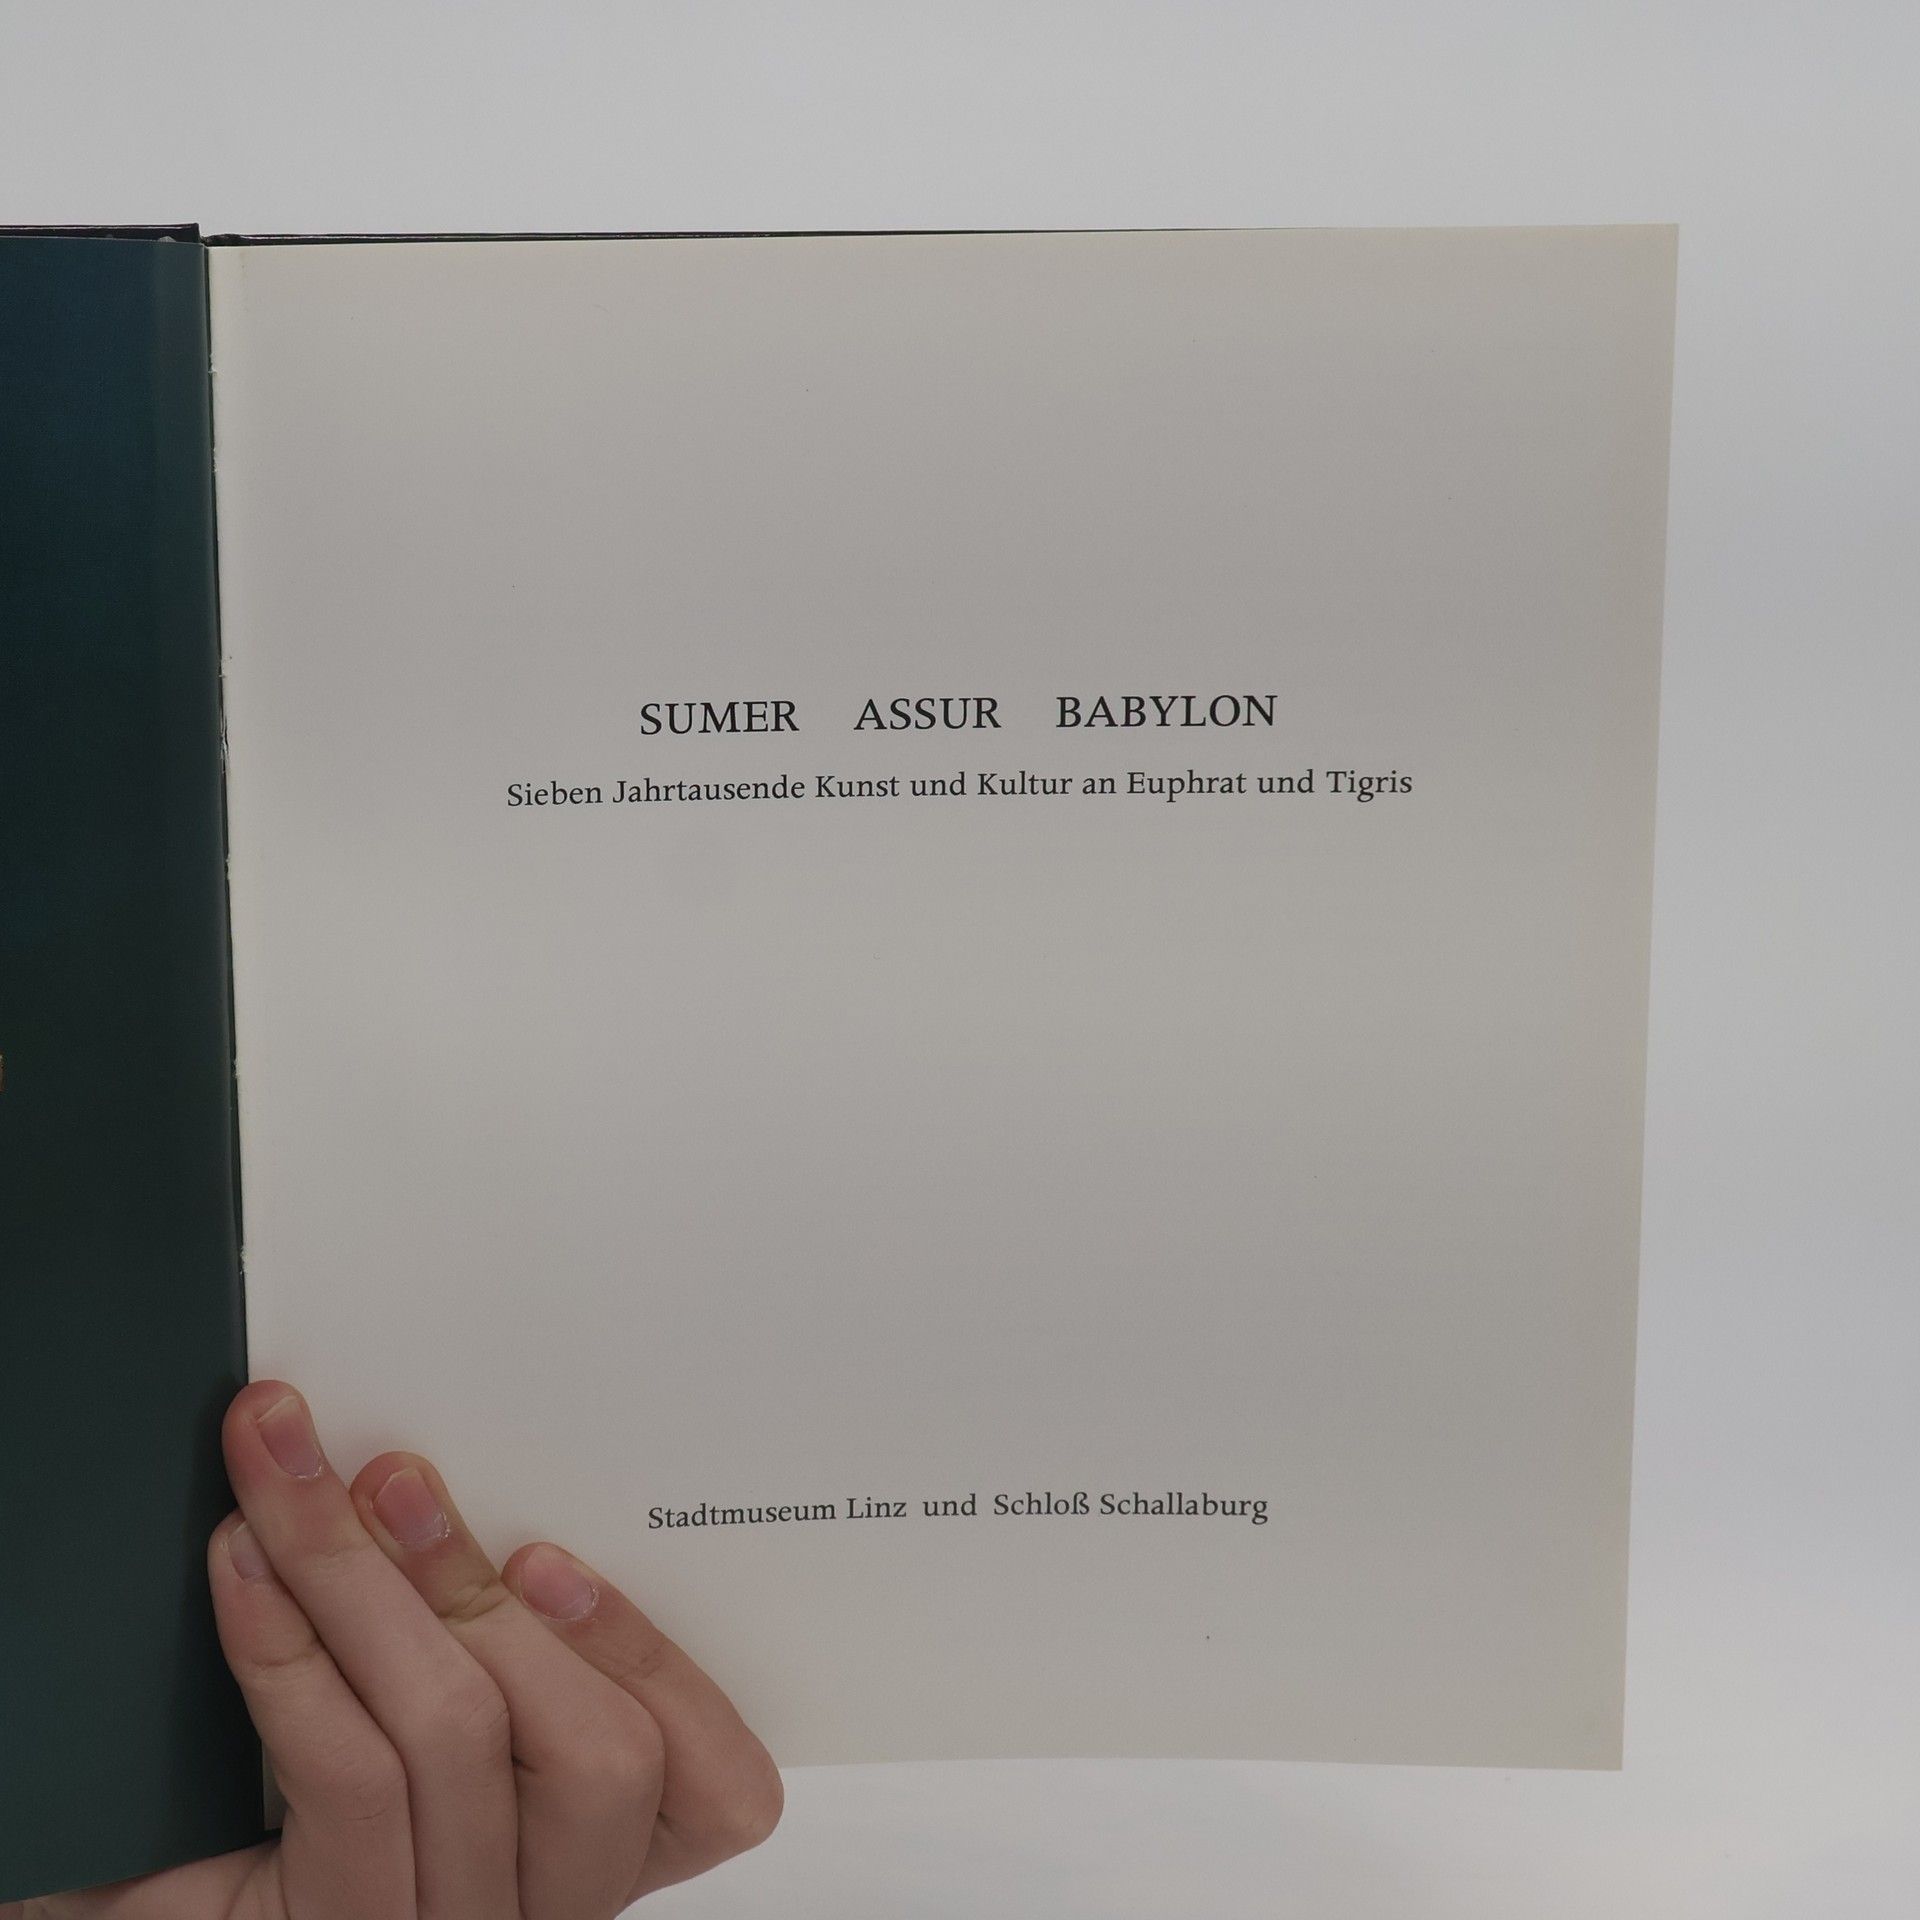 SUMER ASSUR BABYLON
Sieben Jahrtausende Kunst und Kultur an Euphrat und Tigris
Stadtmuseum Linz und Schloß Schallaburg